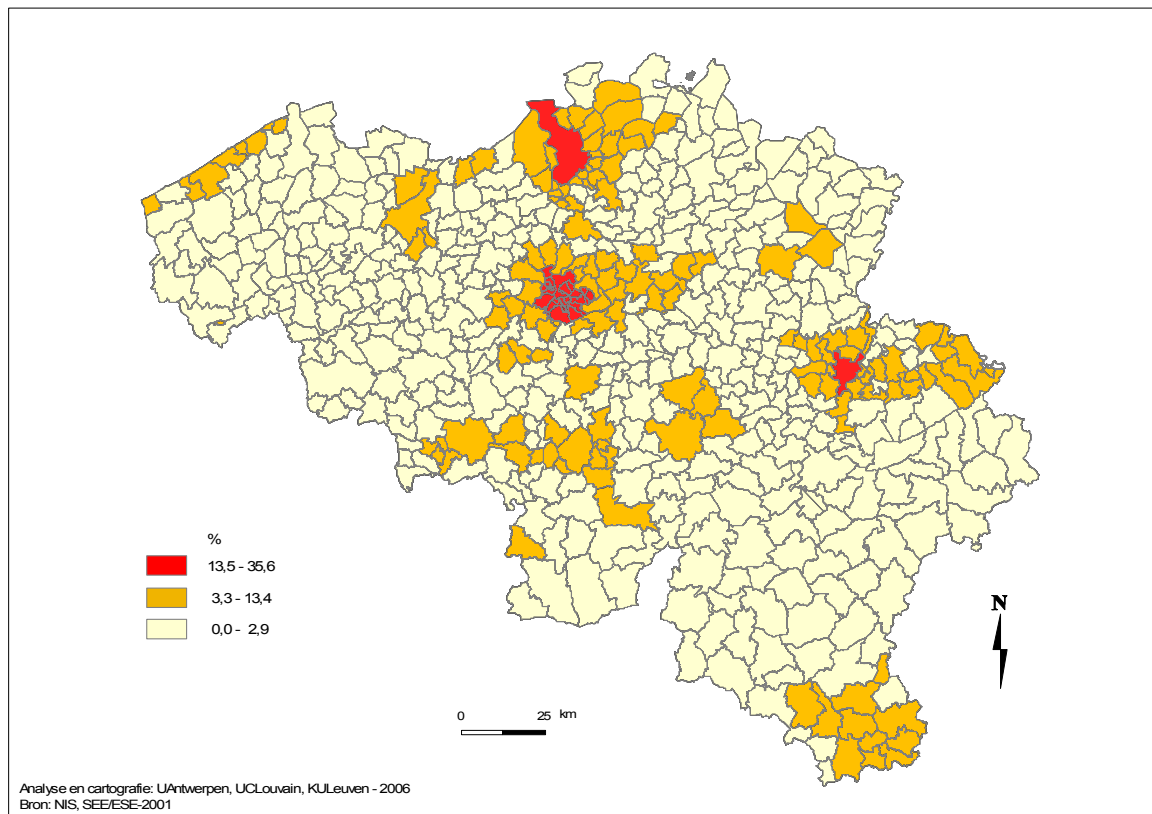 %
13,5 - 35,6
3,3 - 13,4
0,0 - 2,9
N
0 25 km
Analyse en cartografie: UAntwerpen, UCLouvain, KULeuven - 2006
Bron: NIS, SEE/ESE-2001